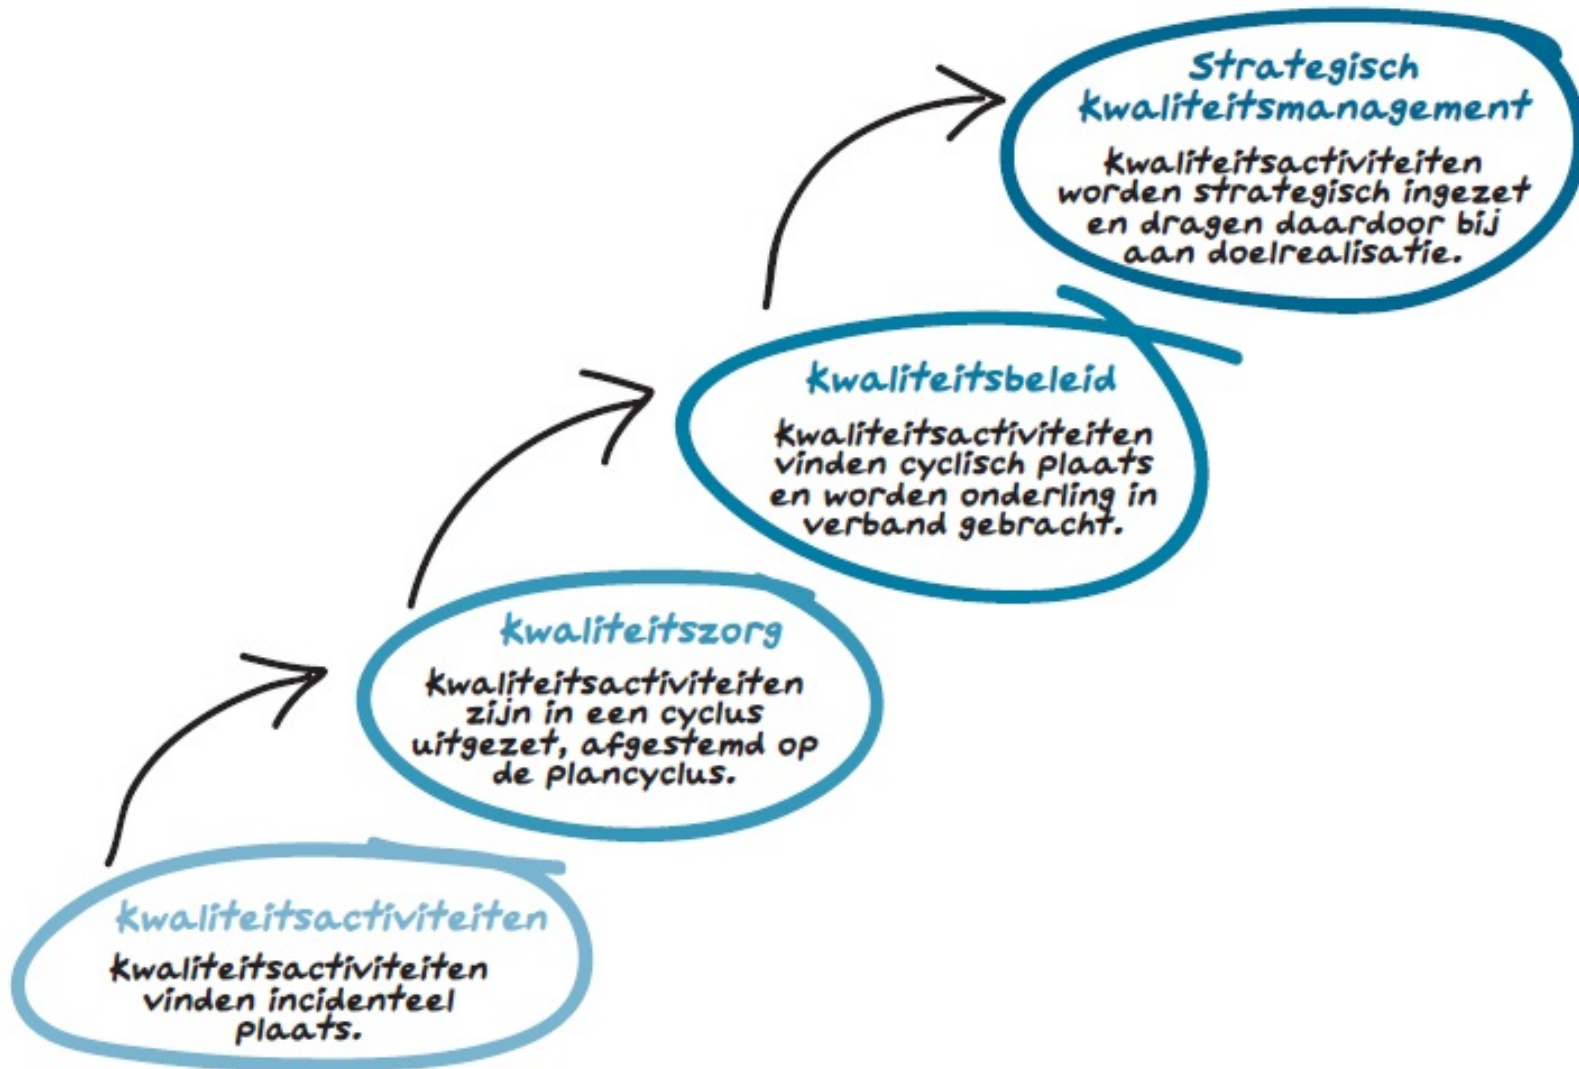 Strategisch
kwaliteitsmanagement
kwaliteitsactiviteiten
worden strategisch ingezet
en dragen daardoor bij
aan doelrealisatie.
kwaliteitsbeleid
kwaliteitsactiviteiten
vinden cyclisch plaats
en worden onderling in
verband gebracht.
kwaliteitszorg
kwaliteitsactiviteiten
zijn in een cyclus
uitgezet, afgestemd op
de plancyclus.
kwaliteitsactiviteiten
kwaliteitsactiviteiten
vinden incidenteel
plaats.